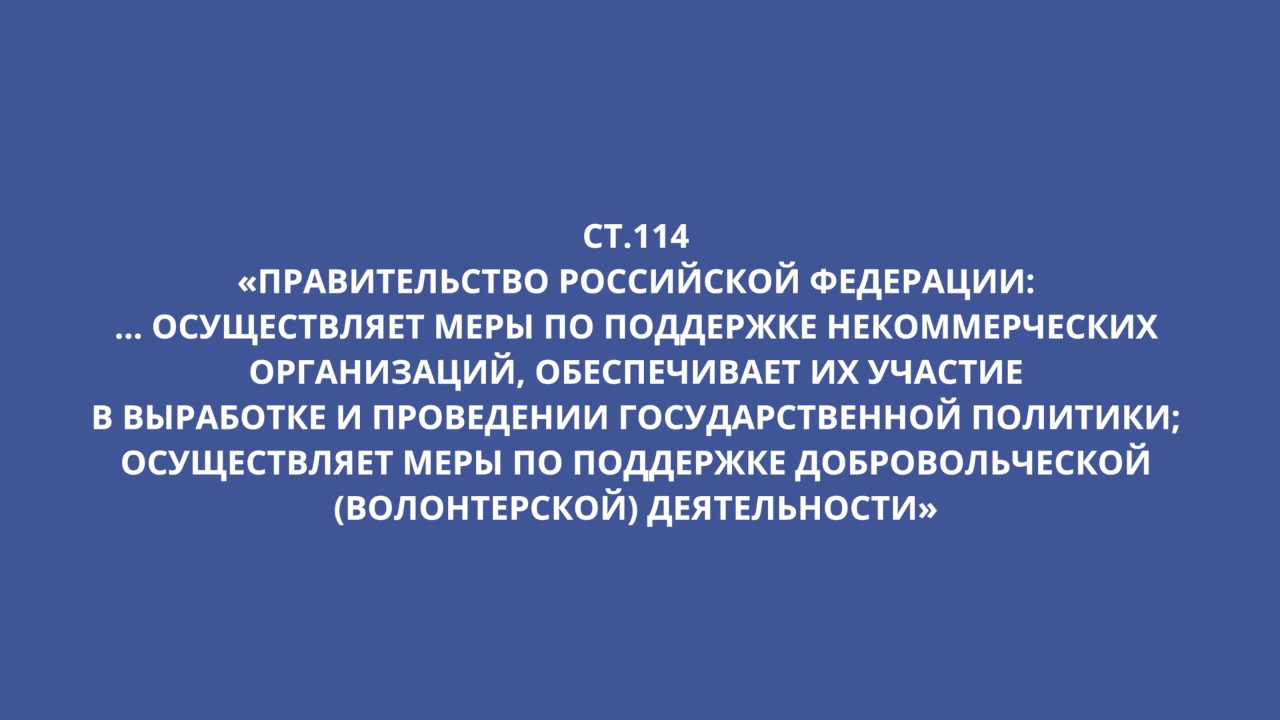 СТ.114
«ПРАВИТЕЛЬСТВО РОССИЙСКОЙ ФЕДЕРАЦИИ:
... ОСУЩЕСТВЛЯЕТ МЕРЫ ПО ПОДДЕРЖКЕ НЕКОММЕРЧЕСКИХ
ОРГАНИЗАЦИЙ, ОБЕСПЕЧИВАЕТ ИХ УЧАСТИЕ
В ВЫРАБОТКЕ И ПРОВЕДЕНИИ ГОСУДАРСТВЕННОЙ ПОЛИТИКИ;
ОСУЩЕСТВЛЯЕТ МЕРЫ ПО ПОДДЕРЖКЕ ДОБРОВОЛЬЧЕСКОЙ
(ВОЛОНТЕРСКОЙ) ДЕЯТЕЛЬНОСТИ»